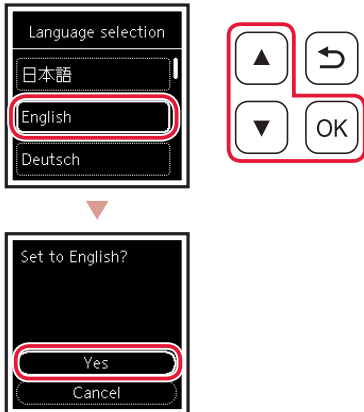 Language selection
日本語
English
Deutsch
OK
Set to English?
Yes
Cancel